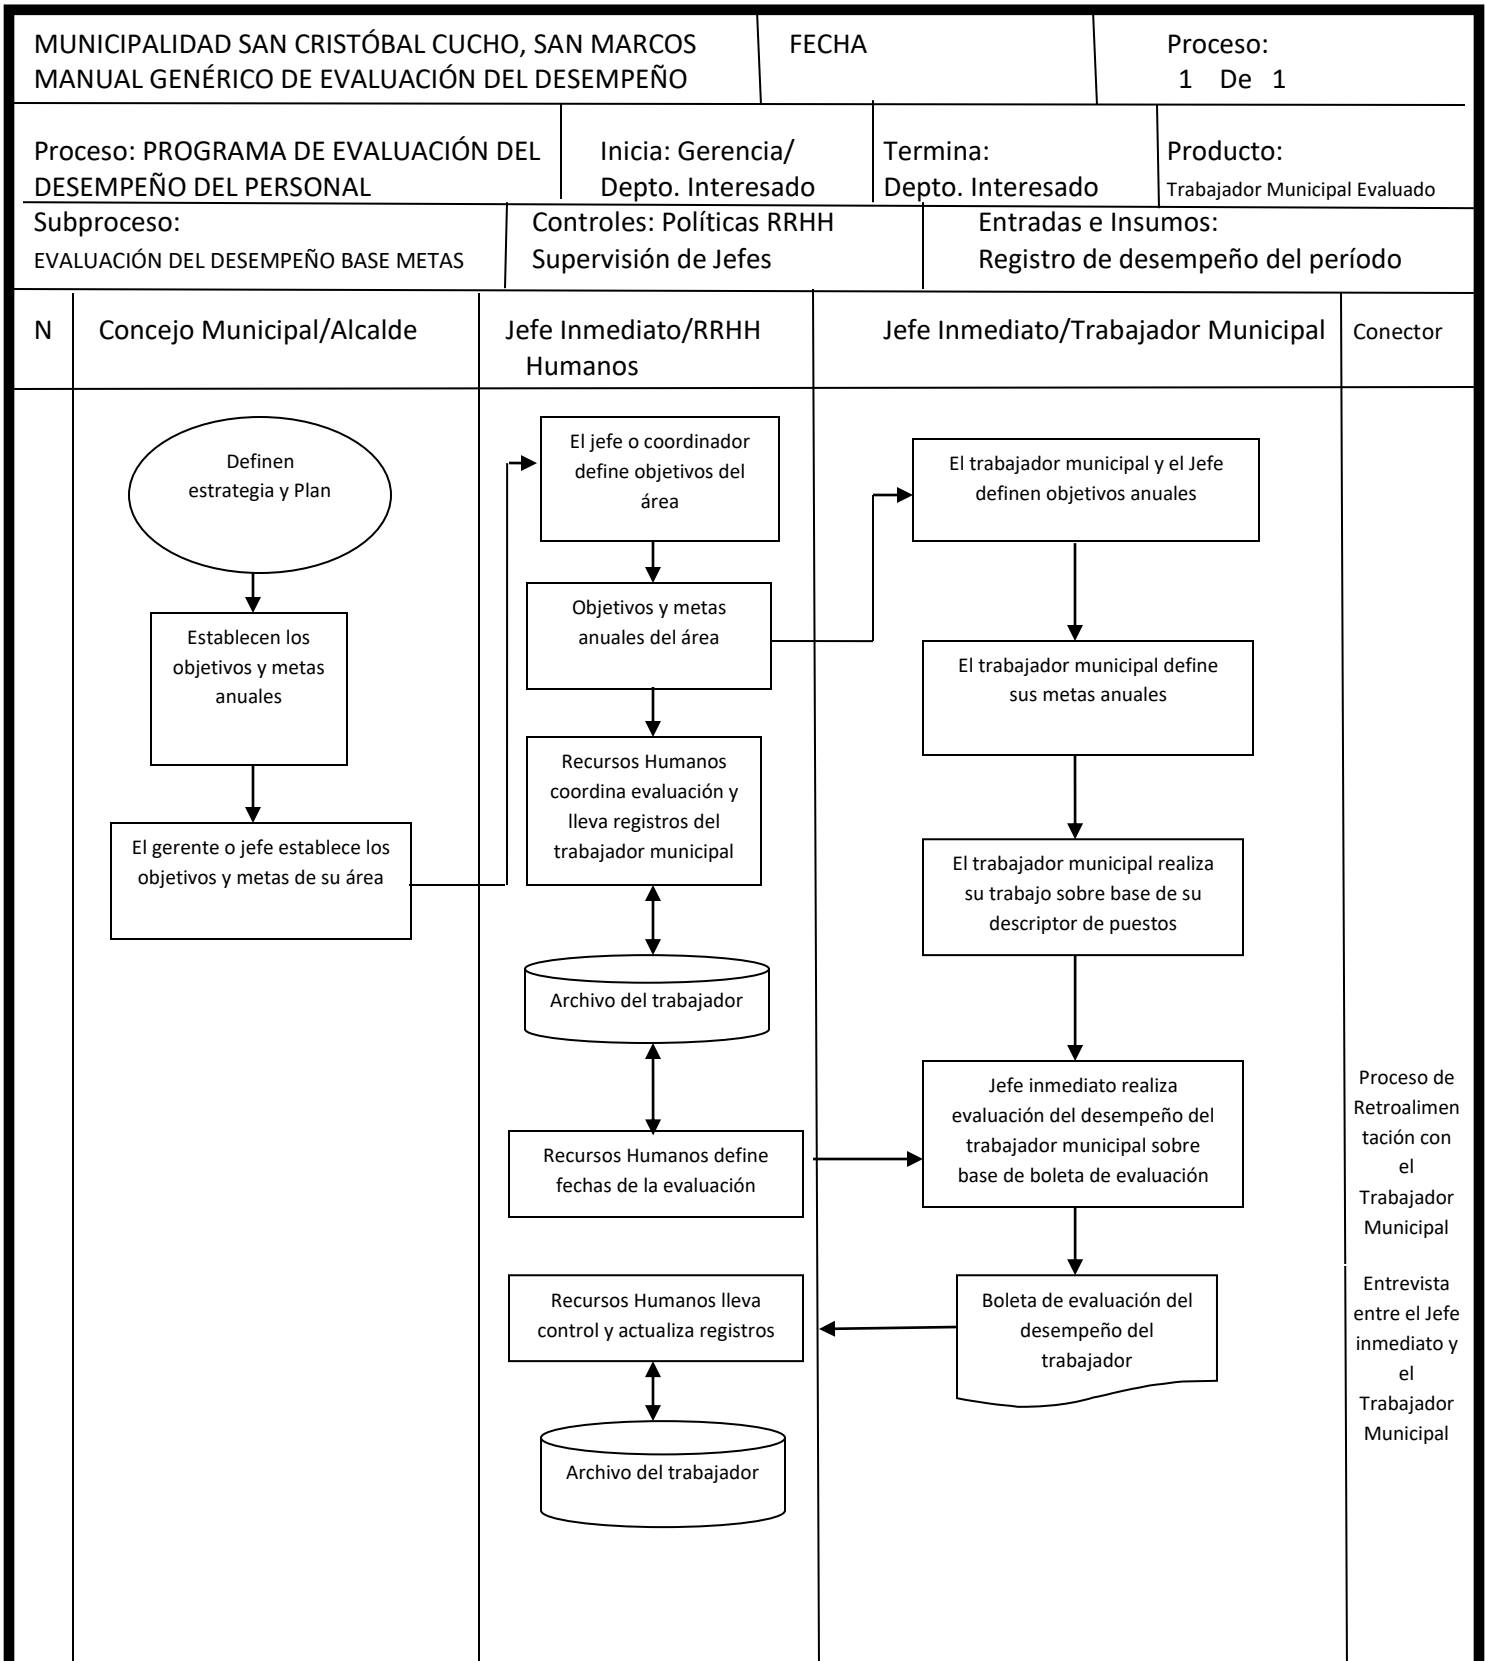 MUNICIPALIDAD SAN CRISTÓBAL CUCHO, SAN MARCOS
MANUAL GENÉRICO DE EVALUACIÓN DEL DESEMPEÑO
FECHA
Proceso:
1 De 1
Proceso: PROGRAMA DE EVALUACIÓN DEL
DESEMPEÑO DEL PERSONAL
Inicia: Gerencia/
Depto. Interesado
Termina:
Depto. Interesado
Producto:
Trabajador Municipal Evaluado
Subproceso:
EVALUACIÓN DEL DESEMPEÑO BASE METAS
Controles: Políticas RRHH
Supervisión de Jefes
Entradas e Insumos:
Registro de desempeño del período
N
Concejo Municipal/Alcalde
Jefe Inmediato/RRHH
Humanos
Jefe Inmediato/Trabajador Municipal
Conector
Definen
estrategia y Plan
Establecen los
objetivos y metas
anuales
El gerente o jefe establece los
objetivos y metas de su área
El jefe o coordinador
define objetivos del
área
Objetivos y metas
anuales del área
Recursos Humanos
coordina evaluación y
lleva registros del
trabajador municipal
Archivo del trabajador
Recursos Humanos define
fechas de la evaluación
Recursos Humanos lleva
control y actualiza registros
Archivo del trabajador
El trabajador municipal y el Jefe
definen objetivos anuales
El trabajador municipal define
sus metas anuales
El trabajador municipal realiza
su trabajo sobre base de su
descriptor de puestos
Jefe inmediato realiza
evaluación del desempeño del
trabajador municipal sobre
base de boleta de evaluación
Boleta de evaluación del
desempeño del
trabajador
Proceso de
Retroalimen
tación con
el
Trabajador
Municipal
Entrevista
entre el Jefe
inmediato y
el
Trabajador
Municipal